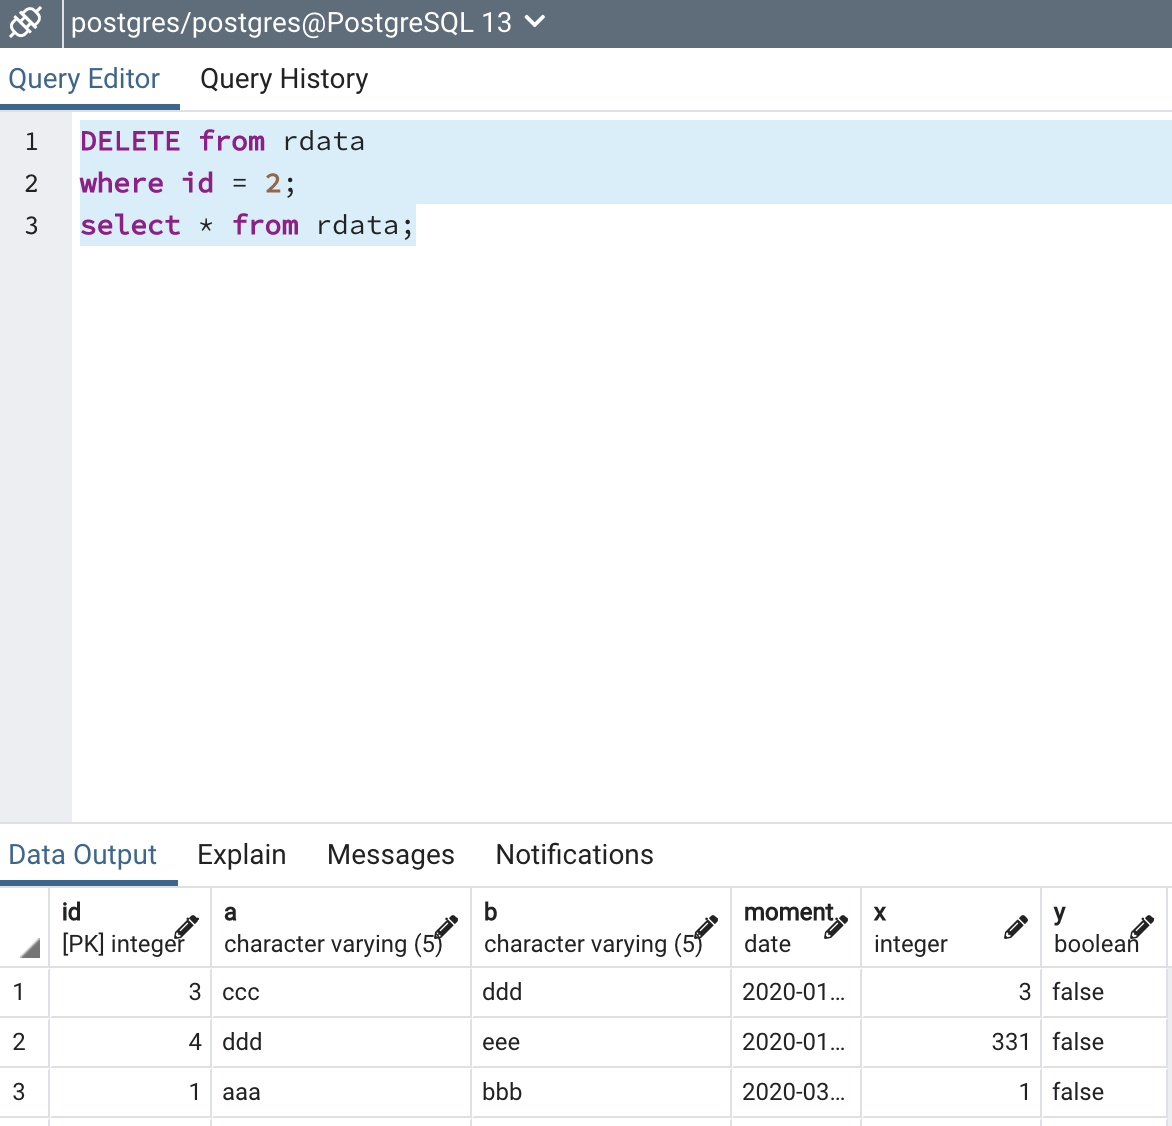 postgres/postgres@PostgreSQL 13
Query Editor Query History
1 DELETE from rdata
2 where id = 2;
3 select * from rdata;
Data Output Explain Messages Notifications
id a b moment x y
[PK] integer character varying (5) character varying (5) date integer boolean
1 3 ccc ddd 2020-01... 3 false
2 4 ddd eee 2020-01... 331 false
3 1 aaa bbb 2020-03... 1 false